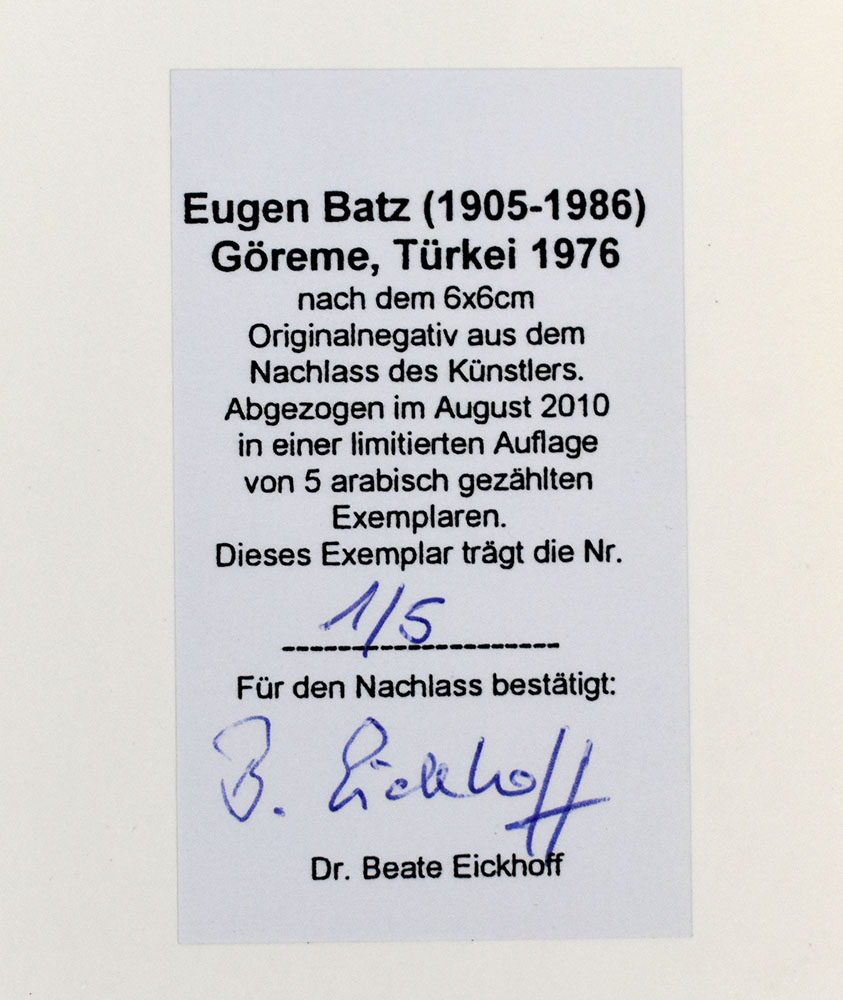 Eugen Batz (1905-1986)
Göreme, Türkei 1976
nach dem 6x6cm
Originalnegativ aus dem
Nachlass des Künstlers.
Abgezogen im August 2010
in einer limitierten Auflage
von 5 arabisch gezählten
Exemplaren.
Dieses Exemplar trägt die Nr.
1/5
Für den Nachlass bestätigt:
B. Eickhoff
Dr. Beate Eickhoff